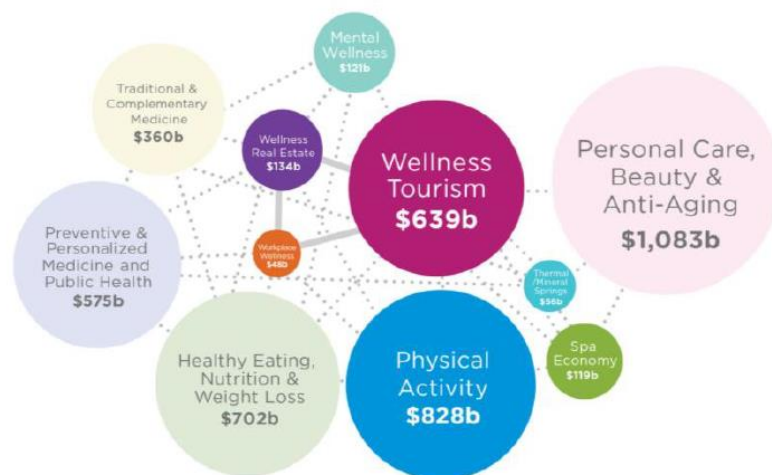 Mental
Wellness
$121b
Traditional &
Complementary
Medicine
$360b
Wellness
Real Estate
$134b
Wellness
Tourism
$639b
Personal Care,
Beauty &
Anti-Aging
$1,083b
Preventive &
Personalized
Medicine and
Public Health
$575b
Workplace
Wellness
$48b
Thermal
/Mineral
Springs
$56b
Healthy Eating,
Nutrition &
Weight Loss
$702b
Physical
Activity
$828b
Spa
Economy
$119b